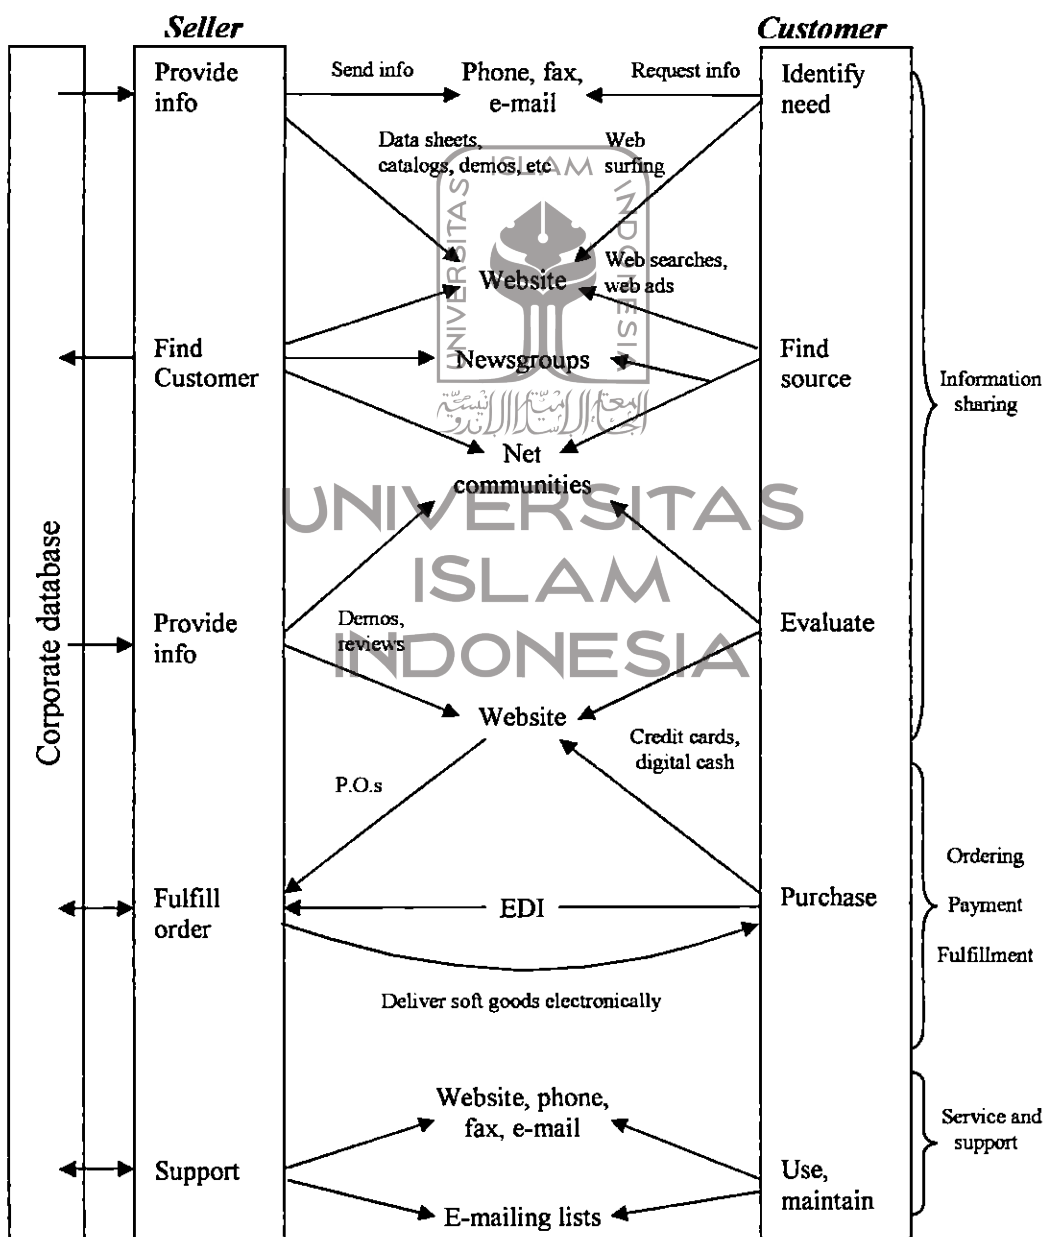 Seller
Customer
Provide
info
Send info
Phone, fax,
e-mail
Request info
Identify
need
Data sheets,
catalogs, demos, etc
Web
surfing
UNIVERSITAS
ISLAM
INDONESIA
Website
Web searches,
web ads
Find
Customer
Newsgroups
Find
source
Information
sharing
Net
communities
UNIVERSITAS
ISLAM
INDONESIA
Corporate database
Provide
info
Demos,
reviews
Evaluate
Website
Credit cards,
digital cash
P.O.s
Ordering
Fulfill
order
EDI
Purchase
Payment
Fulfillment
Deliver soft goods electronically
Website, phone,
fax, e-mail
Service and
support
Support
Use,
maintain
E-mailing lists